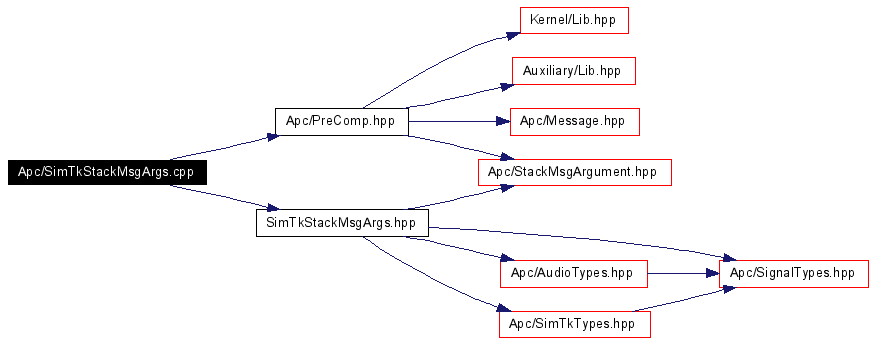 Kernel/Lib.hpp
Auxiliary/Lib.hpp
Apc/PreComp.hpp
Apc/Message.hpp
Apc/SimTkStackMsgArgs.cpp
Apc/StackMsgArgument.hpp
SimTkStackMsgArgs.hpp
Apc/AudioTypes.hpp
Apc/SignalTypes.hpp
Apc/SimTkTypes.hpp